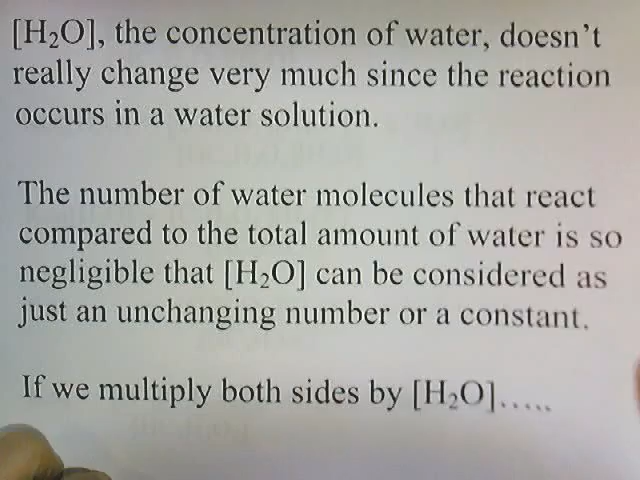 [H₂O], the concentration of water, doesn't
really change very much since the reaction
occurs in a water solution.
The number of water molecules that react
compared to the total amount of water is so
negligible that [H₂O] can be considered as
just an unchanging number or a constant.
If we multiply both sides by [H₂O].....